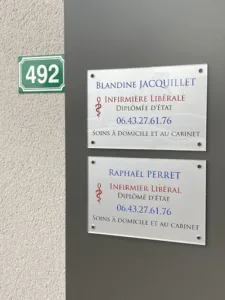 492
BLANDINE JACQUILLET
INFIRMIÈRE LIBÉRALE
DIPLÔMÉE D'ÉTAT
06.43.27.61.76
SOINS À DOMICILE ET AU CABINET
RAPHAËL PERRET
INFIRMIER LIBÉRAL
DIPLÔMÉ D'ÉTAT
06.43.27.61.76
SOINS À DOMICILE ET AU CABINET